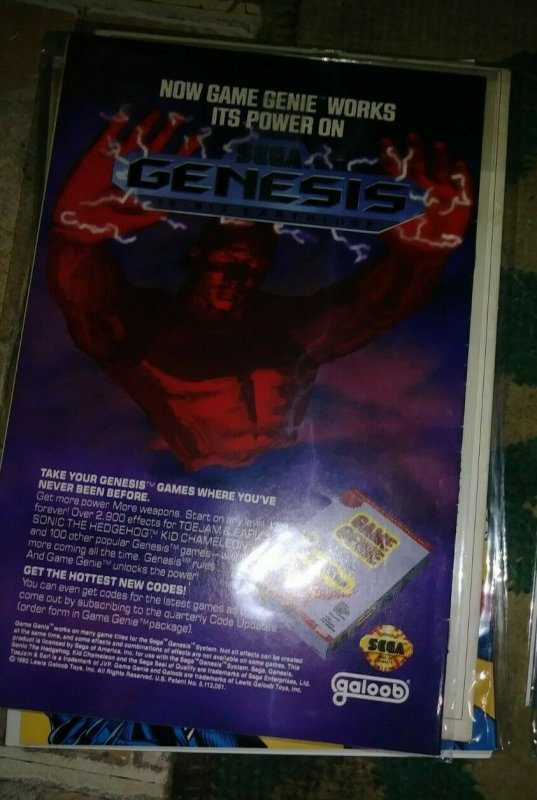 NOW GAME GENIE™ WORKS
ITS POWER ON
SEGA
GENESIS
16-BIT CARTRIDGE
TAKE YOUR GENESIS™ GAMES WHERE YOU'VE
NEVER BEEN BEFORE.
Get more power. More weapons. Start on any level.
forever! Over 2,800 effects for TOEJAM & EARL
SONIC THE HEDGEHOG™ KID CHAMELEON
and 100 other popular Genesis™ games
more coming all the time. Genesis™ rules.
And Game Genie™ unlocks the power!
GET THE HOTTEST NEW CODES!
You can even get codes for the latest games as
come out by subscribing to the quarterly Code Updates
(order form in Game Genie™ package).
Game Genie™ works on many game titles for the Sega™ Genesis™ System. Not all effects can be created
at the same time, and some effects and combinations of effects are not available on some games. This
product is licensed by Sega of America, Inc. for use with the Sega™ Genesis™ System. Sega, Genesis,
Sonic The Hedgehog, Kid Chameleon and the Sega Seal of Quality are trademarks of Sega Enterprises, Ltd.
ToeJam & Earl is a trademark of JVP. Game Genie and Galoob are trademarks of Lewis Galoob Toys, Inc.
© 1992 Lewis Galoob Toys, Inc. All Rights Reserved. U.S. Patent No. 5,112,051.
GAME
GENIE
SEGA
galoob